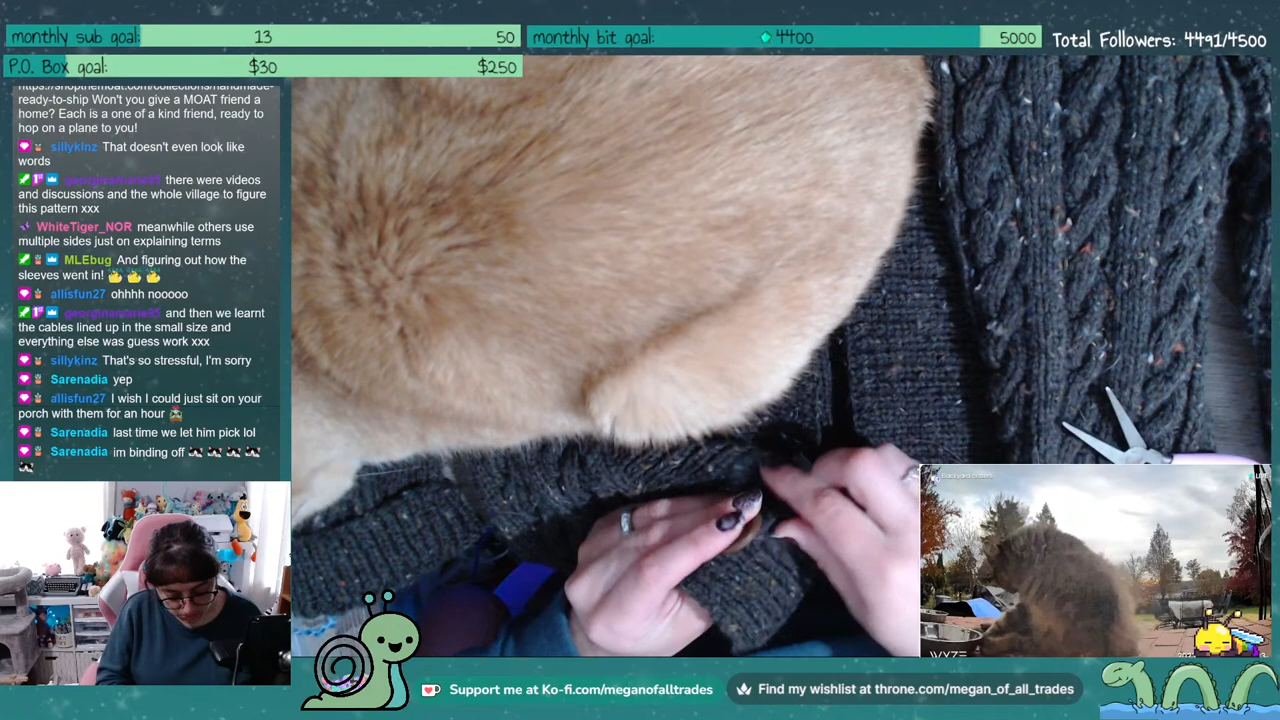 monthly sub goal: 13 50
monthly bit goal: 4400 5000
Total Followers: 4491/4500
P.O. Box goal: $30 $250
https://shopthemoat.com/collections/handmade-
ready-to-ship Won't you give a MOAT friend a
home? Each is a one of a kind friend, ready to
hop on a plane to you!
sillykinz That doesn't even look like
words
there were videos
and discussions and the whole village to figure
this pattern xxx
WhiteTiger_NOR meanwhile others use
multiple sides just on explaining terms
MLEbug And figuring out how the
sleeves went in!
allisfun27 ohhhh nooooo
and then we learnt
the cables lined up in the small size and
everything else was guess work xxx
sillykinz That's so stressful, I'm sorry
Sarenadia yep
allisfun27 I wish I could just sit on your
porch with them for an hour
Sarenadia last time we let him pick lol
Sarenadia im binding off
WYZE
Support me at Ko-fi.com/meganofalltrades
Find my wishlist at throne.com/megan_of_all_trades